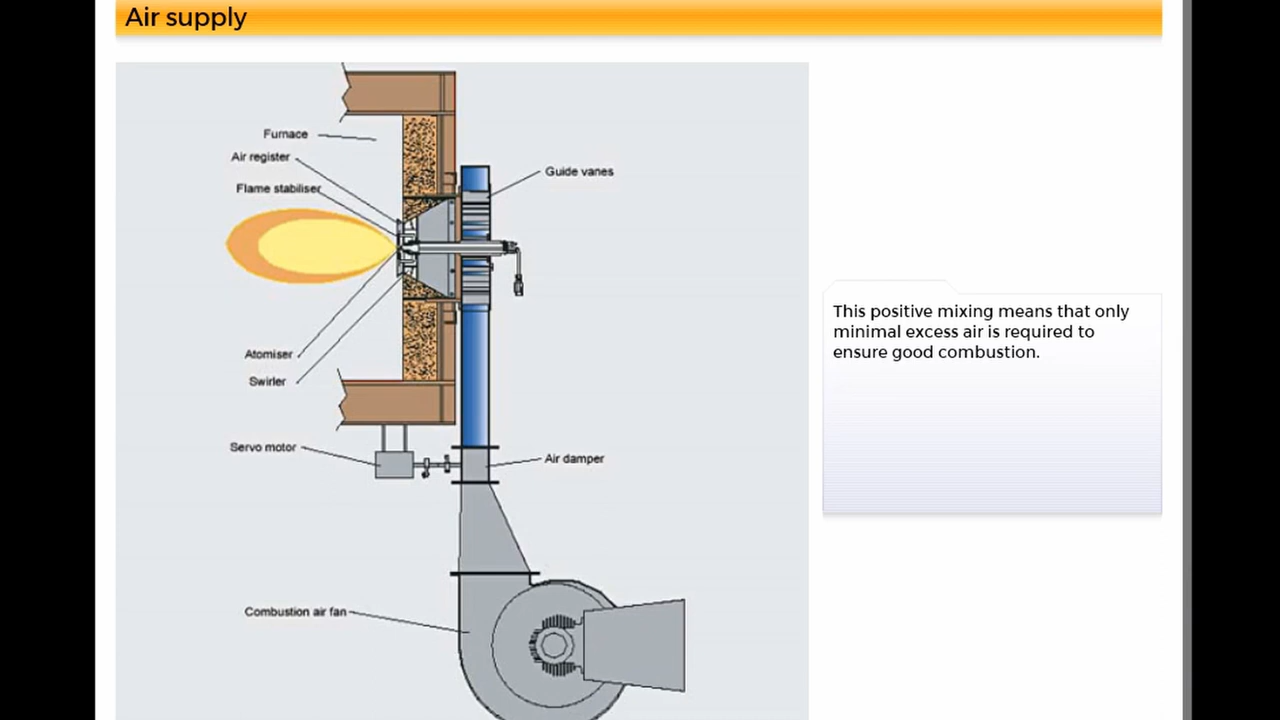 Air supply
Furnace
Air register
Flame stabiliser
Guide vanes
Atomiser
Swirler
Servo motor
Air damper
Combustion air fan
This positive mixing means that only
minimal excess air is required to
ensure good combustion.